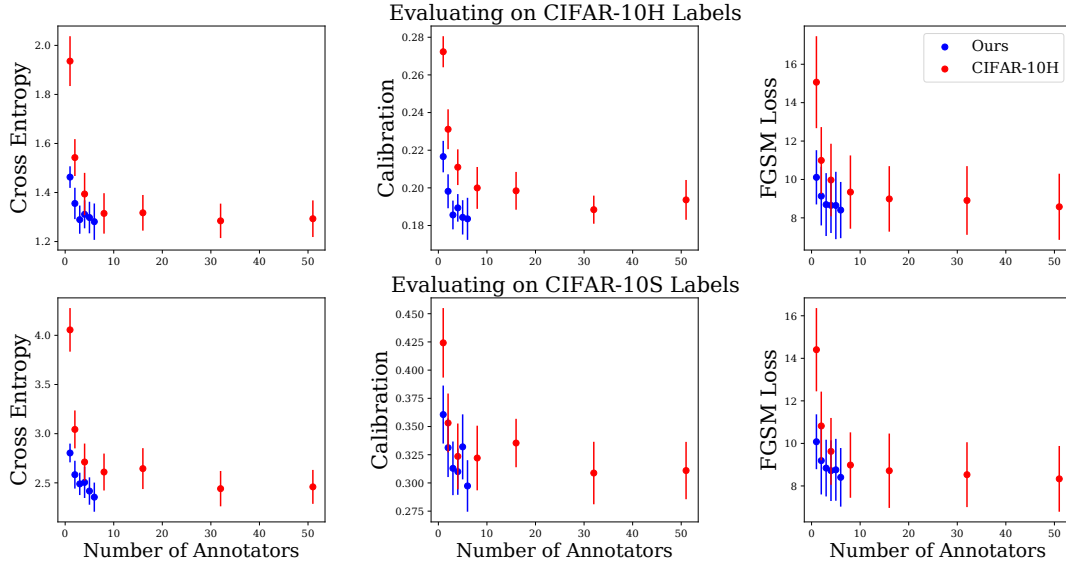 Evaluating on CIFAR-10H Labels
Cross Entropy
2.0
1.8
1.6
1.4
1.2
0 10 20 30 40 50
Calibration
0.28
0.26
0.24
0.22
0.20
0.18
0 10 20 30 40 50
FGSM Loss
16
14
12
10
8
0 10 20 30 40 50
Ours
CIFAR-10H
Evaluating on CIFAR-10S Labels
Cross Entropy
4.0
3.5
3.0
2.5
0 10 20 30 40 50
Number of Annotators
Calibration
0.450
0.425
0.400
0.375
0.350
0.325
0.300
0.275
0 10 20 30 40 50
Number of Annotators
FGSM Loss
16
14
12
10
8
0 10 20 30 40 50
Number of Annotators